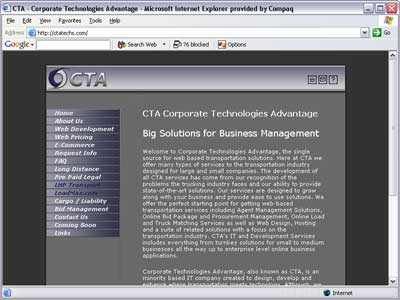 CTA - Corporate Technologies Advantage - Microsoft Internet Explorer provided by Compaq
File Edit View Favorites Tools Help
Address http://ctatechs.com/ Go
Google Search Web 76 blocked Options
CTA
Home
About Us
Web Development
Web Pricing
E-Commerce
Request Info
FAQ
Long Distance
Pre Paid Legal
LMP Transport
LoadMax.com
Cargo / Liability
Bid Management
Contact Us
Coming Soon
Links
CTA Corporate Technologies Advantage
Big Solutions for Business Management
Welcome to Corporate Technologies Advantage, the single
source for web based transportation solutions. Here at CTA we
offer many types of services to the transportation industry
designed for large and small companies. The development of
all CTA services has come from our recognition of the
problems the trucking industry faces and our ability to provide
state-of-the-art solutions. Our services are designed to grow
along with your business and provide ease to use solutions. We
offer the perfect starting point for getting web-based
transportation services including Agent Management Solutions,
Online Bid Package and Procurement Management, Online Load
and Truck Matching Services as well as Web Design, Hosting
and a suite of related solutions with a focus on the
transportation industry. CTA's IT and Development Services
includes everything from turnkey solutions for small to medium
businesses all the way up to enterprise level online business
applications.
Corporate Technologies Advantage, also known as CTA, is an
minority based IT company created to design, develop and
enhance where transportation meets technology. Although, we
Internet